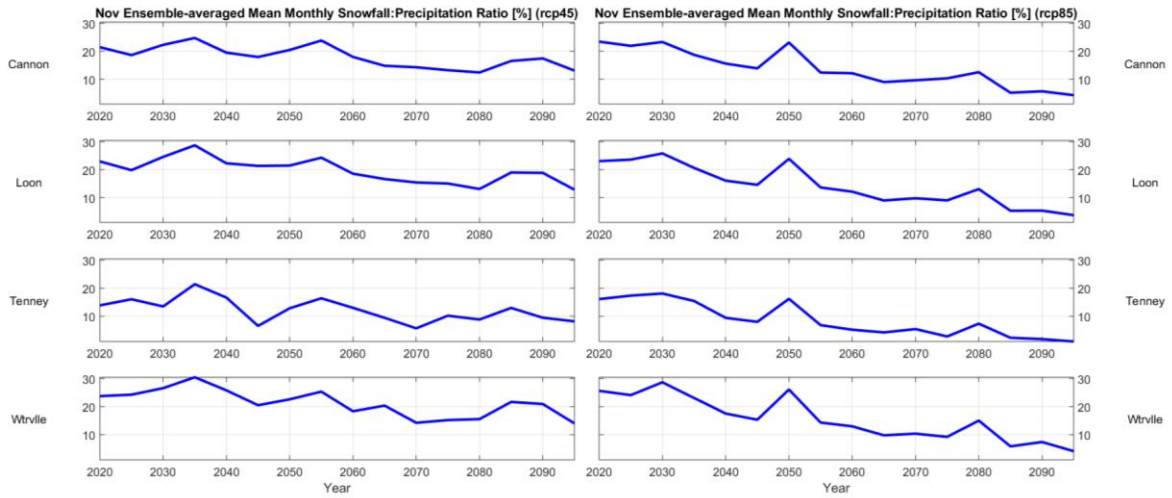 Nov Ensemble-averaged Mean Monthly Snowfall:Precipitation Ratio [%] (rcp45)
Nov Ensemble-averaged Mean Monthly Snowfall:Precipitation Ratio [%] (rcp85)
30 30
Cannon 20 20 Cannon
10 10
2020 2030 2040 2050 2060 2070 2080 2090 2020 2030 2040 2050 2060 2070 2080 2090
30 30
Loon 20 20 Loon
10 10
2020 2030 2040 2050 2060 2070 2080 2090 2020 2030 2040 2050 2060 2070 2080 2090
30 30
Tenney 20 20 Tenney
10 10
2020 2030 2040 2050 2060 2070 2080 2090 2020 2030 2040 2050 2060 2070 2080 2090
30 30
Wtrvlle 20 20 Wtrvlle
10 10
2020 2030 2040 2050 2060 2070 2080 2090 2020 2030 2040 2050 2060 2070 2080 2090
Year Year